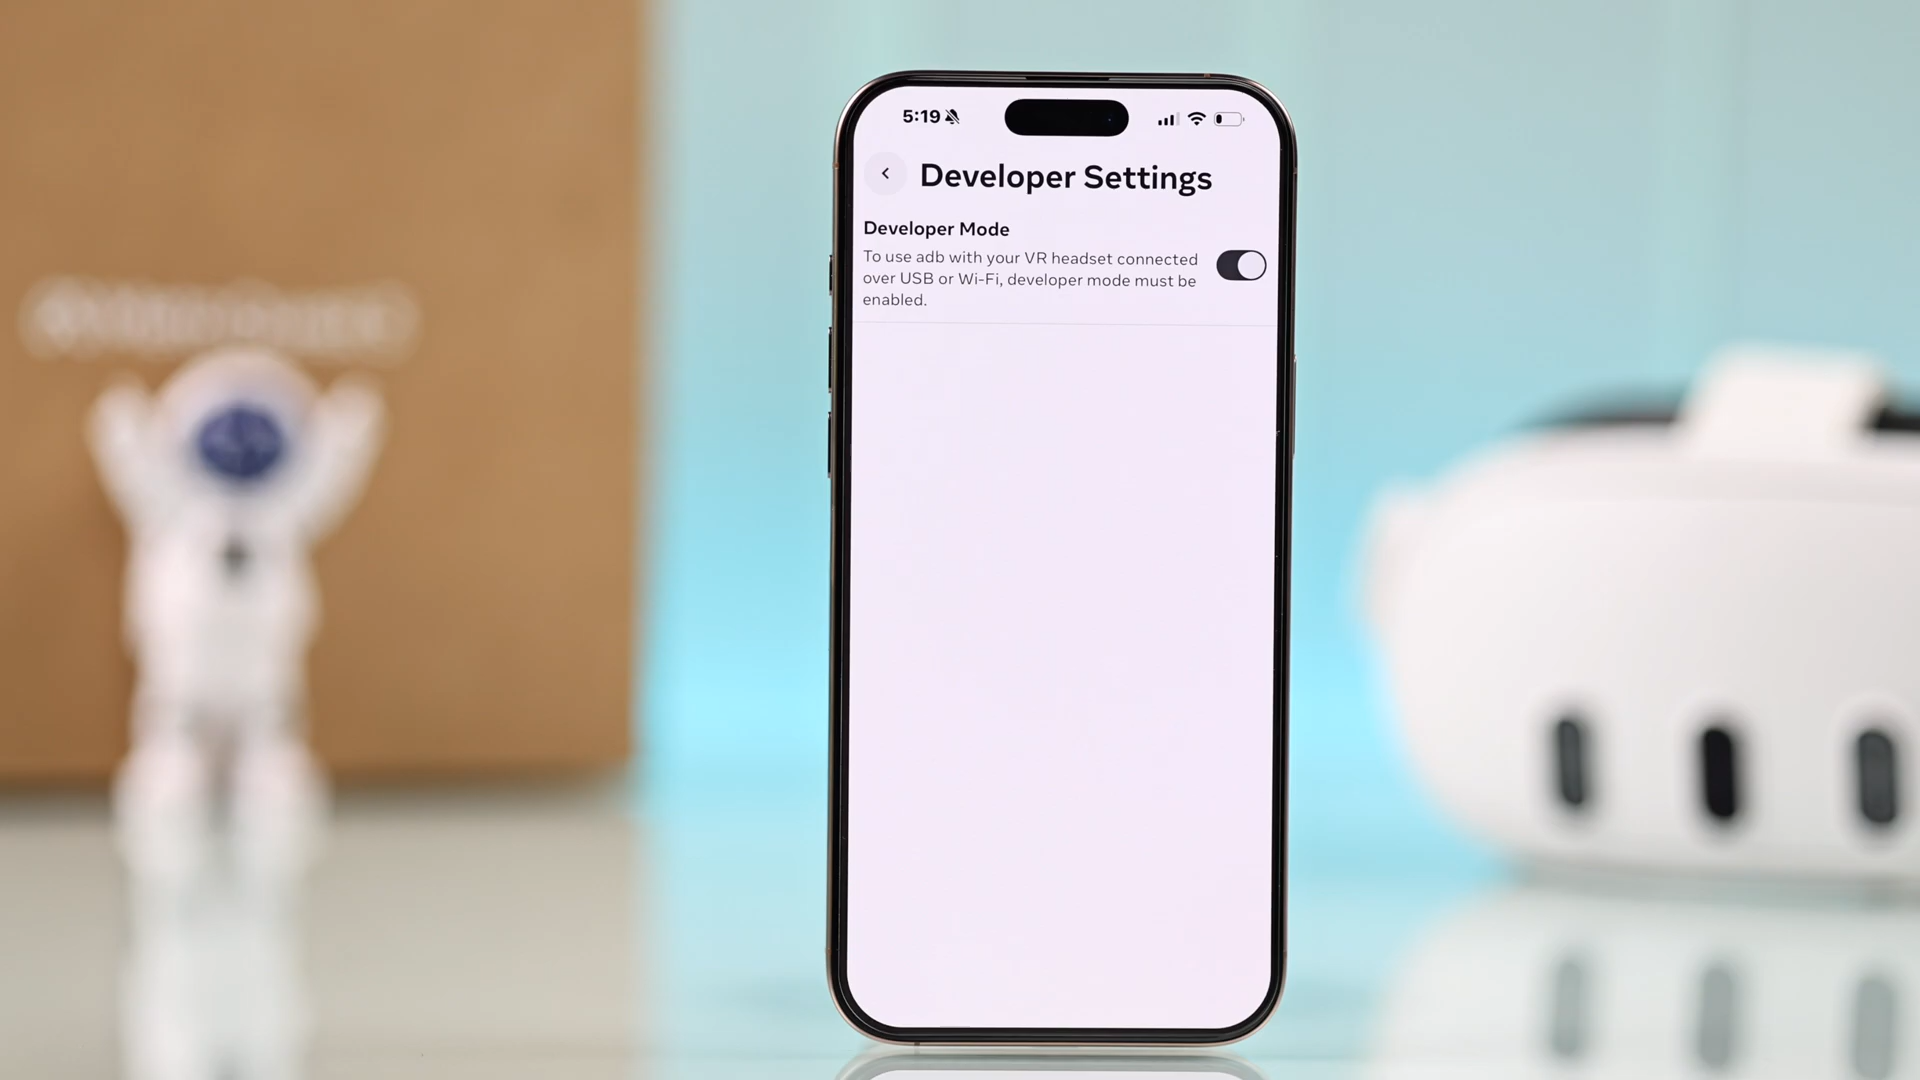 5:19
Developer Settings
Developer Mode
To use adb with your VR headset connected
over USB or Wi-Fi, developer mode must be
enabled.